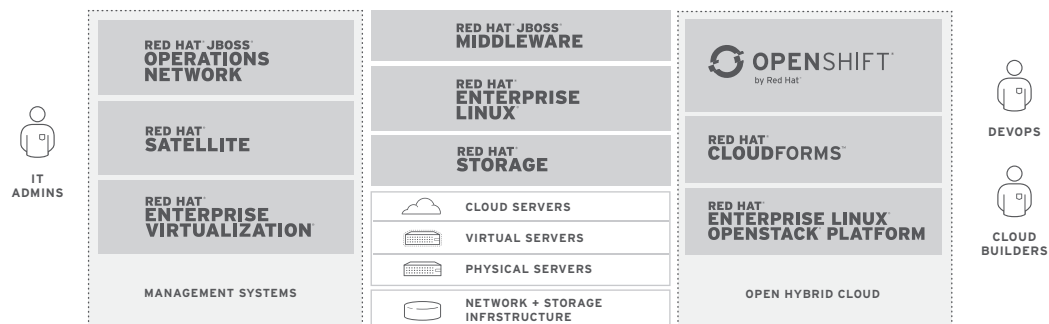 IT
ADMINS
RED HAT® JBOSS®
OPERATIONS
NETWORK
RED HAT®
SATELLITE
RED HAT®
ENTERPRISE
VIRTUALIZATION™
MANAGEMENT SYSTEMS
RED HAT® JBOSS®
MIDDLEWARE
RED HAT®
ENTERPRISE
LINUX®
RED HAT®
STORAGE
CLOUD SERVERS
VIRTUAL SERVERS
PHYSICAL SERVERS
NETWORK + STORAGE
INFRSTRUCTURE
OPENSHIFT®
by Red Hat®
RED HAT®
CLOUDFORMS™
RED HAT®
ENTERPRISE LINUX®
OPENSTACK® PLATFORM
OPEN HYBRID CLOUD
DEVOPS
CLOUD
BUILDERS